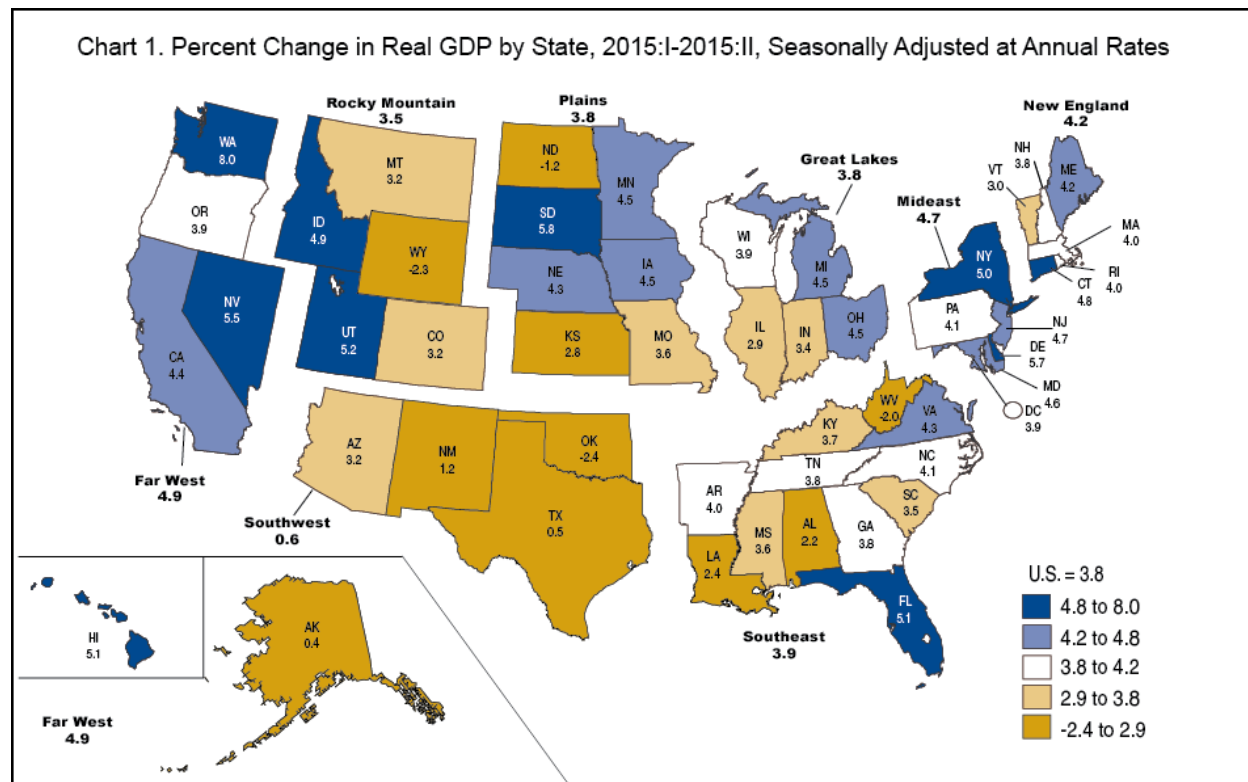 Chart 1. Percent Change in Real GDP by State, 2015:I-2015:II, Seasonally Adjusted at Annual Rates
Rocky Mountain
3.5
Plains
3.8
New England
4.2
Great Lakes
3.8
Mideast
4.7
WA
8.0
OR
3.9
ID
4.9
MT
3.2
WY
-2.3
NV
5.5
UT
5.2
CO
3.2
CA
4.4
ND
-1.2
SD
5.8
MN
4.5
NE
4.3
IA
4.5
KS
2.8
MO
3.6
WI
3.9
MI
4.5
IL
2.9
IN
3.4
OH
4.5
NH
3.8
VT
3.0
ME
4.2
MA
4.0
RI
4.0
CT
4.8
NY
5.0
PA
4.1
NJ
4.7
DE
5.7
MD
4.6
DC
3.9
Far West
4.9
AZ
3.2
NM
1.2
OK
-2.4
TX
0.5
Southwest
0.6
WV
-2.0
VA
4.3
KY
3.7
TN
3.8
NC
4.1
AR
4.0
SC
3.5
MS
3.6
AL
2.2
GA
3.8
LA
2.4
FL
5.1
Southeast
3.9
HI
5.1
AK
0.4
Far West
4.9
U.S. = 3.8
4.8 to 8.0
4.2 to 4.8
3.8 to 4.2
2.9 to 3.8
-2.4 to 2.9